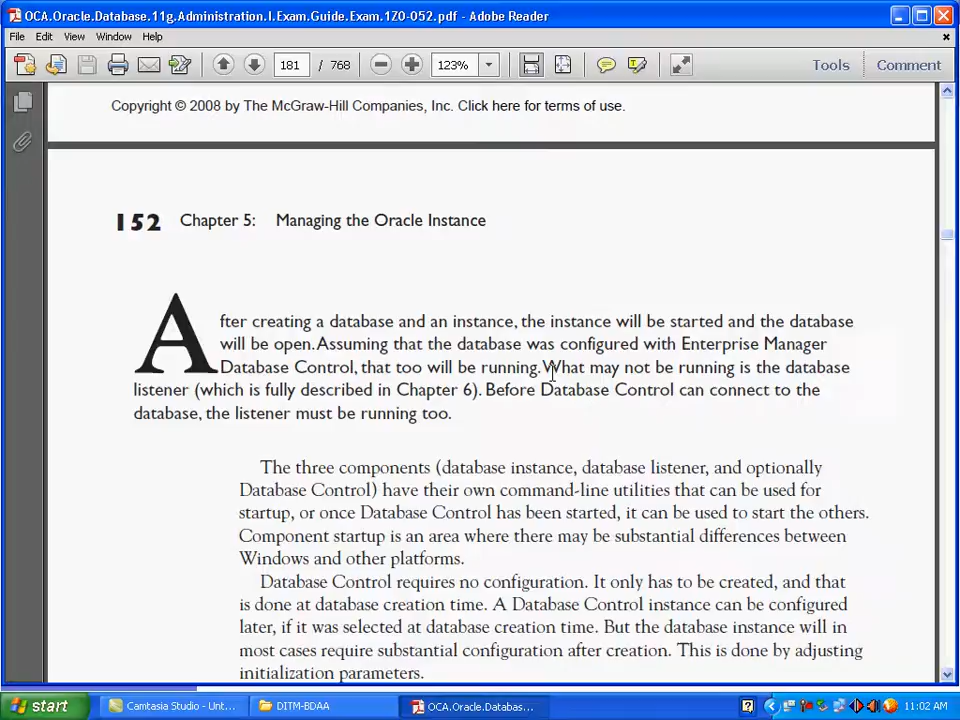 OCA.Oracle.Database.11g.Administration.I.Exam.Guide.Exam.1Z0-052.pdf - Adobe Reader
File Edit View Window Help
181 / 768 123% Tools Comment
Copyright © 2008 by The McGraw-Hill Companies, Inc. Click here for terms of use.
152 Chapter 5: Managing the Oracle Instance
After creating a database and an instance, the instance will be started and the database
will be open. Assuming that the database was configured with Enterprise Manager
Database Control, that too will be running. What may not be running is the database
listener (which is fully described in Chapter 6). Before Database Control can connect to the
database, the listener must be running too.
The three components (database instance, database listener, and optionally
Database Control) have their own command-line utilities that can be used for
startup, or once Database Control has been started, it can be used to start the others.
Component startup is an area where there may be substantial differences between
Windows and other platforms.
Database Control requires no configuration. It only has to be created, and that
is done at database creation time. A Database Control instance can be configured
later, if it was selected at database creation time. But the database instance will in
most cases require substantial configuration after creation. This is done by adjusting
initialization parameters.
start Camtasia Studio - Unt... DITM-BDAA OCA.Oracle.Databas... 11:02 AM